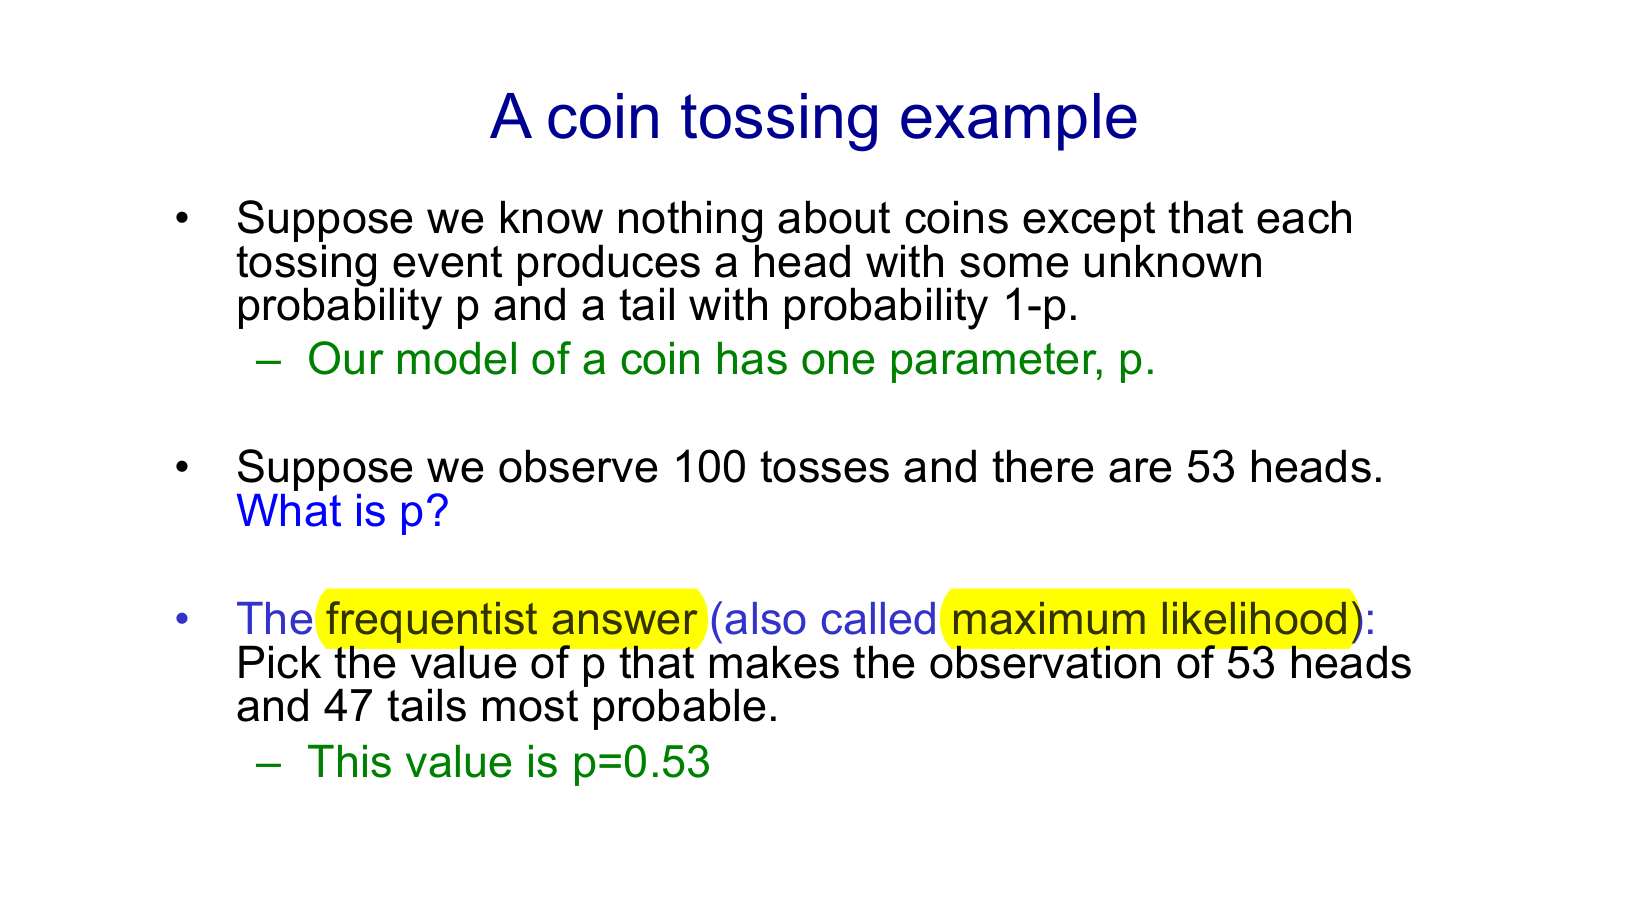 A coin tossing example
• Suppose we know nothing about coins except that each
tossing event produces a head with some unknown
probability p and a tail with probability 1-p.
– Our model of a coin has one parameter, p.
• Suppose we observe 100 tosses and there are 53 heads.
What is p?
• The frequentist answer (also called maximum likelihood):
Pick the value of p that makes the observation of 53 heads
and 47 tails most probable.
– This value is p=0.53